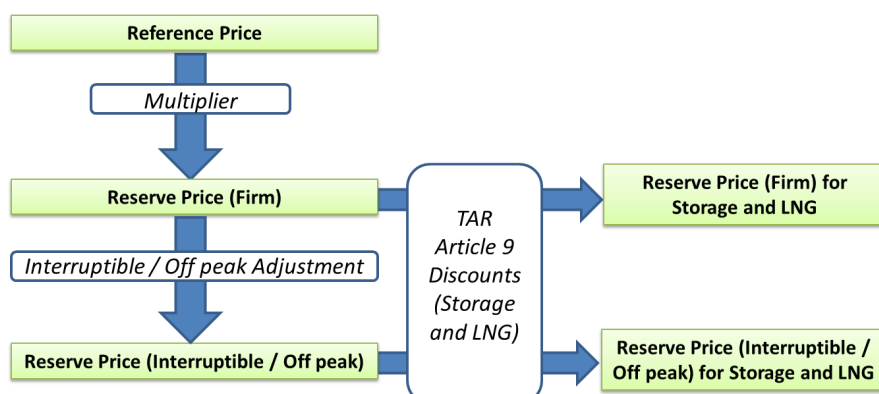 Reference Price
Multiplier
Reserve Price (Firm)
Interruptible / Off peak Adjustment
Reserve Price (Interruptible / Off peak)
TAR
Article 9
Discounts
(Storage
and LNG)
Reserve Price (Firm) for
Storage and LNG
Reserve Price (Interruptible /
Off peak) for Storage and LNG